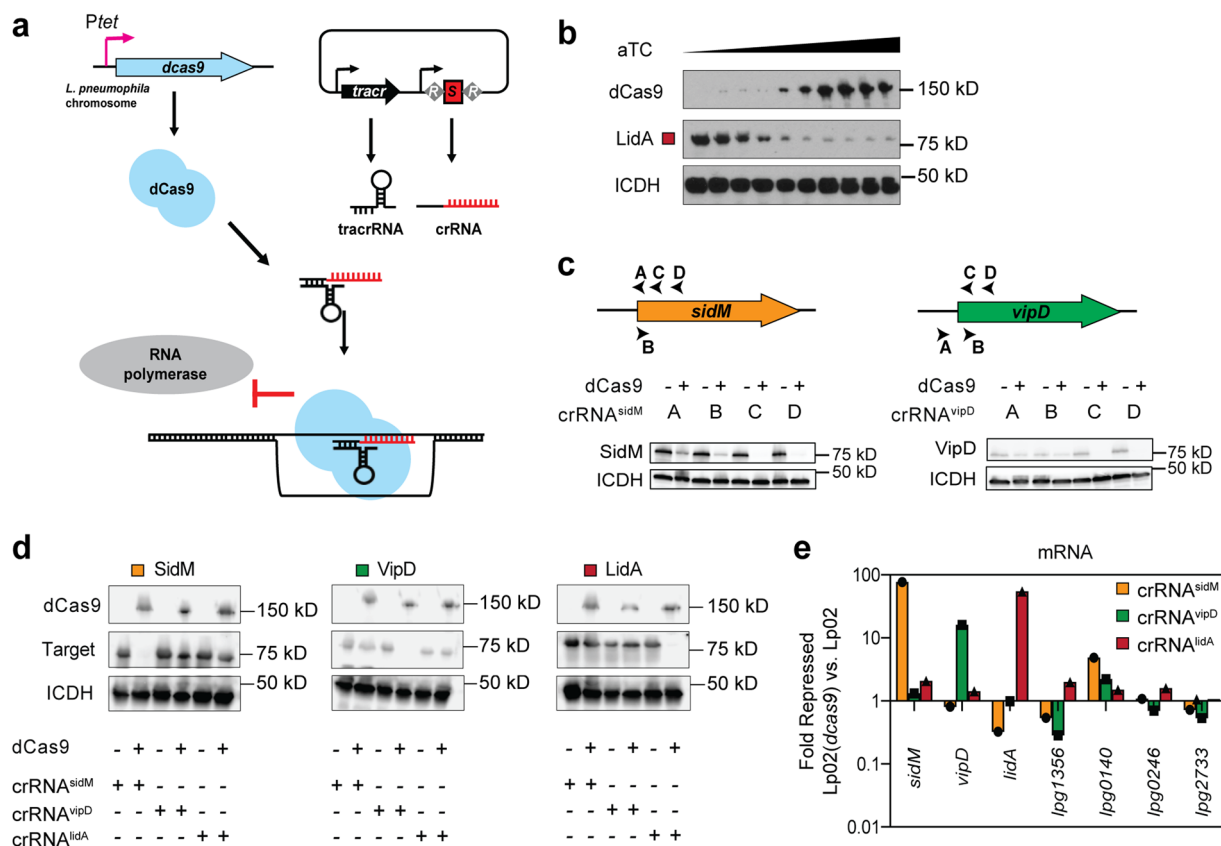 a
Ptet
dcas9
L. pneumophila
chromosome
tracr
R
S
R
dCas9
tracrRNA
crRNA
RNA
polymerase
b
aTC
dCas9
150 kD
LidA
75 kD
ICDH
50 kD
c
A C D
sidM
B
dCas9 - + - + - + - +
crRNAsidM A B C D
SidM
75 kD
50 kD
ICDH
C D
vipD
A B
dCas9 - + - + - + - +
crRNAvipD A B C D
VipD
75 kD
50 kD
ICDH
d
SidM
VipD
LidA
dCas9
150 kD
150 kD
150 kD
Target
75 kD
75 kD
75 kD
ICDH
50 kD
50 kD
50 kD
dCas9 - + - + - + - + - + - + - + - + - +
crRNAsidM + + - - - - + + - - - - + + - - - -
crRNAvipD - - + + - - - - + + - - - - + + - -
crRNAlidA - - - - + + - - - - + + - - - - + +
e
mRNA
Fold Repressed
Lp02(dcas9) vs. Lp02
100
10
1
0.1
0.01
crRNAsidM
crRNAvipD
crRNAlidA
sidM
vipD
lidA
lpg1356
lpg0140
lpg0246
lpg2733